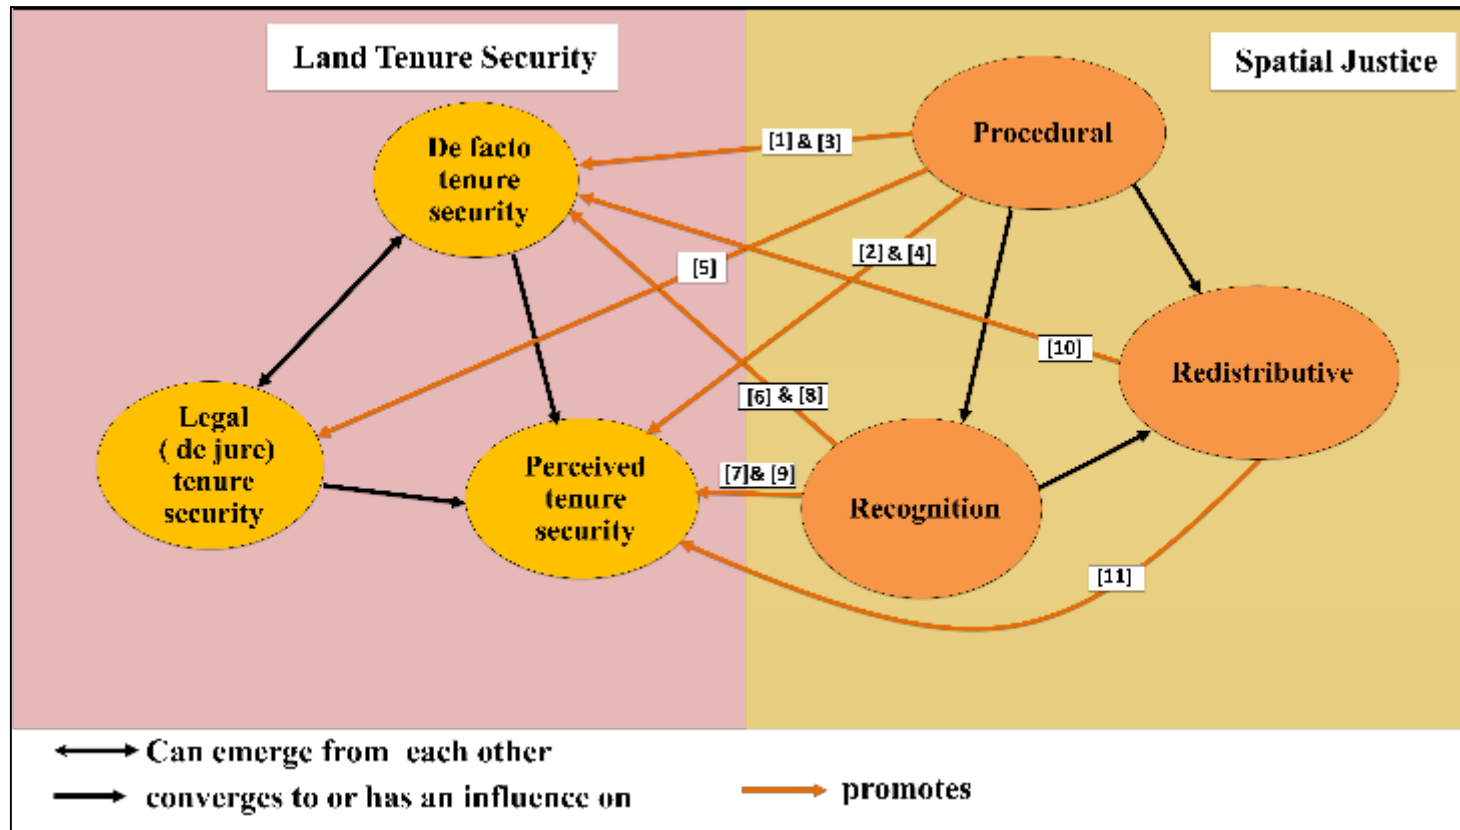 Land Tenure Security
Spatial Justice
De facto
tenure
security
Procedural
[1] & [3]
[2] & [4]
[5]
[10]
Redistributive
[6] & [8]
Legal
( de jure)
tenure
security
Perceived
tenure
security
[7]& [9]
Recognition
[11]
Can emerge from each other
converges to or has an influence on
promotes